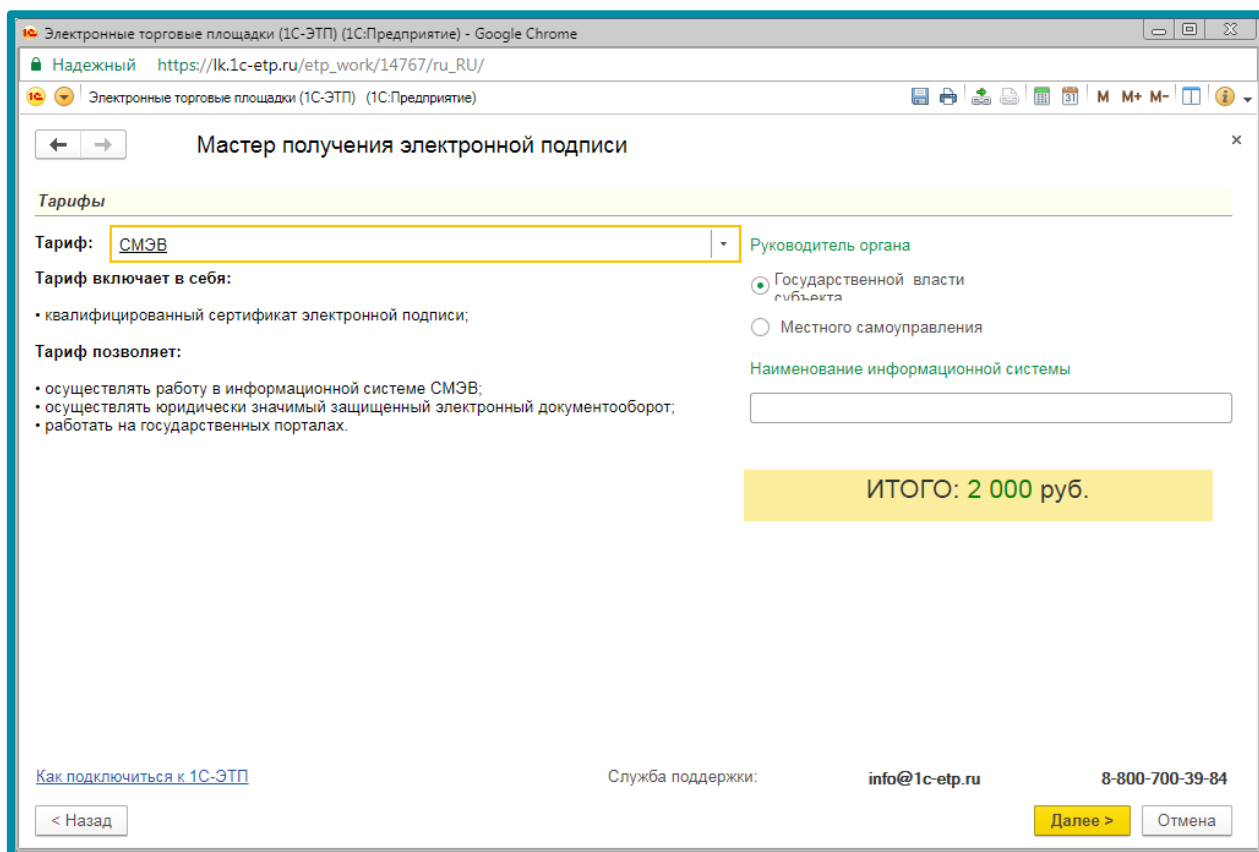 Электронные торговые площадки (1С-ЭТП) (1С:Предприятие) - Google Chrome
Надежный https://lk.1c-etp.ru/etp_work/14767/ru_RU/
Электронные торговые площадки (1С-ЭТП) (1С:Предприятие) 31 M M+ M-
Мастер получения электронной подписи
Тарифы
Тариф: СМЭВ
Тариф включает в себя:
• квалифицированный сертификат электронной подписи;
Тариф позволяет:
• осуществлять работу в информационной системе СМЭВ;
• осуществлять юридически значимый защищенный электронный документооборот;
• работать на государственных порталах.
Руководитель органа
Государственной власти
субъекта
Местного самоуправления
Наименование информационной системы
ИТОГО: 2 000 руб.
Как подключиться к 1С-ЭТП Служба поддержки: info@1c-etp.ru 8-800-700-39-84
< Назад Далее > Отмена